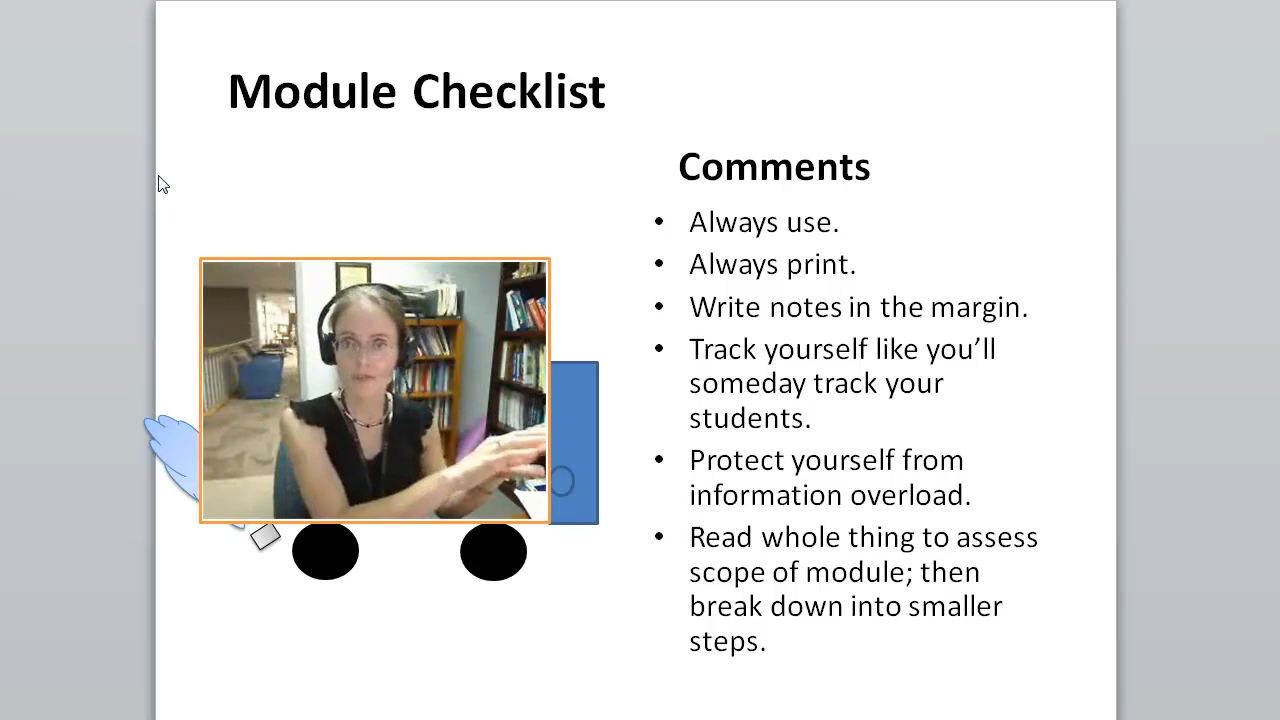 Module Checklist
Comments
• Always use.
• Always print.
• Write notes in the margin.
• Track yourself like you’ll
someday track your
students.
• Protect yourself from
information overload.
• Read whole thing to assess
scope of module; then
break down into smaller
steps.